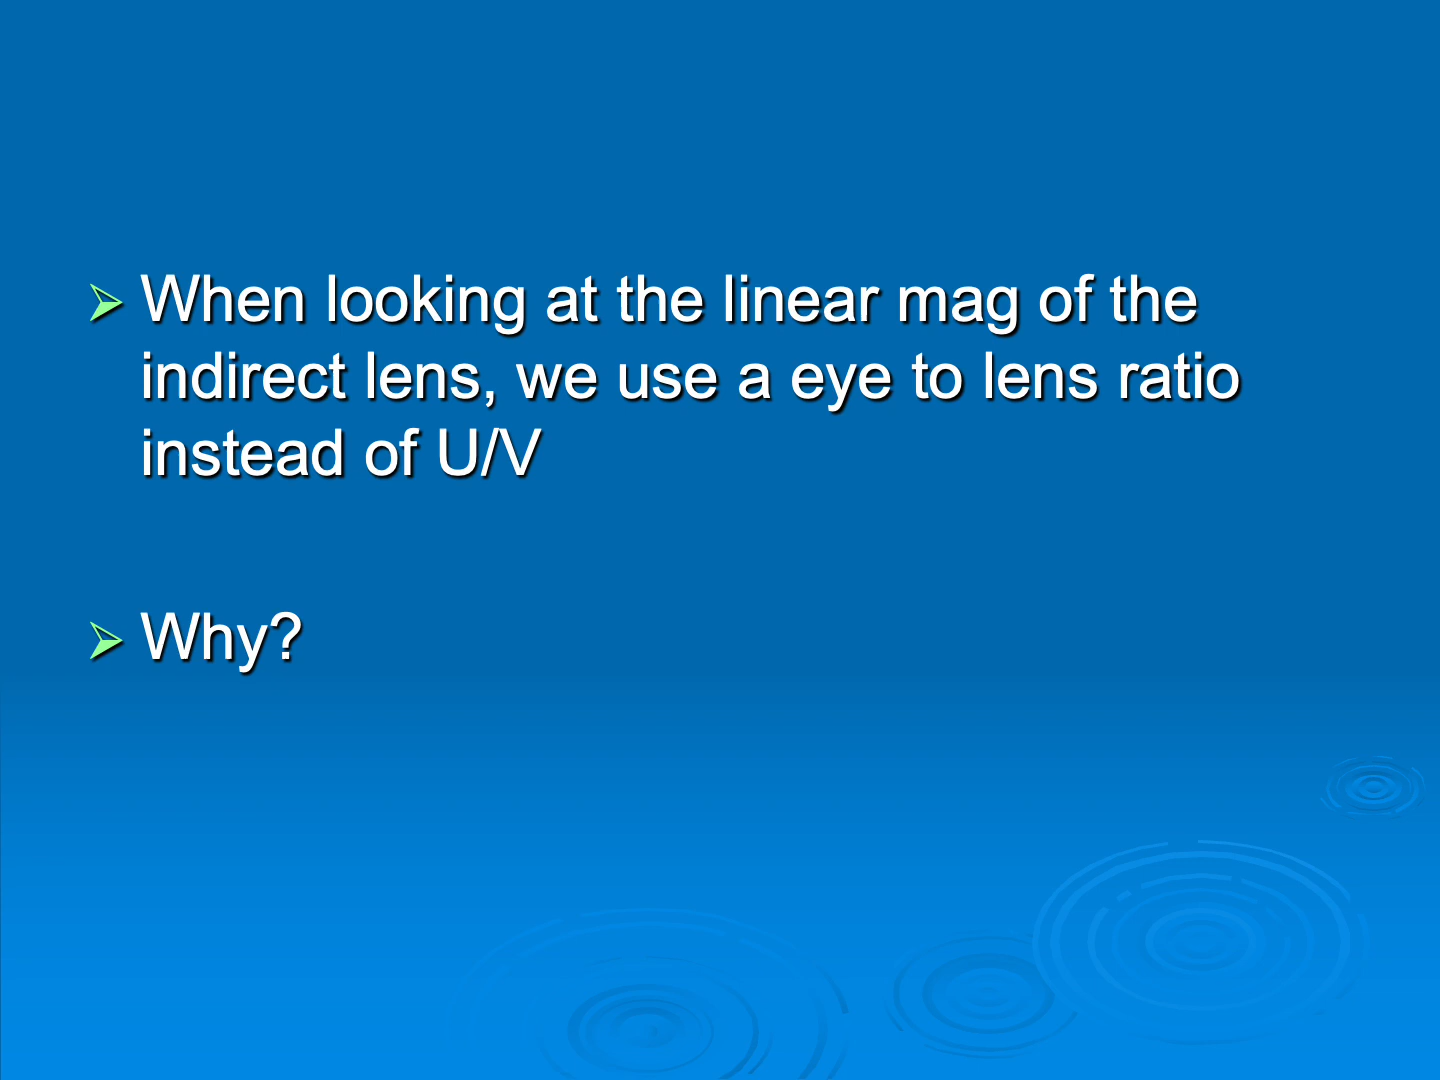 When looking at the linear mag of the
indirect lens, we use a eye to lens ratio
instead of U/V
Why?